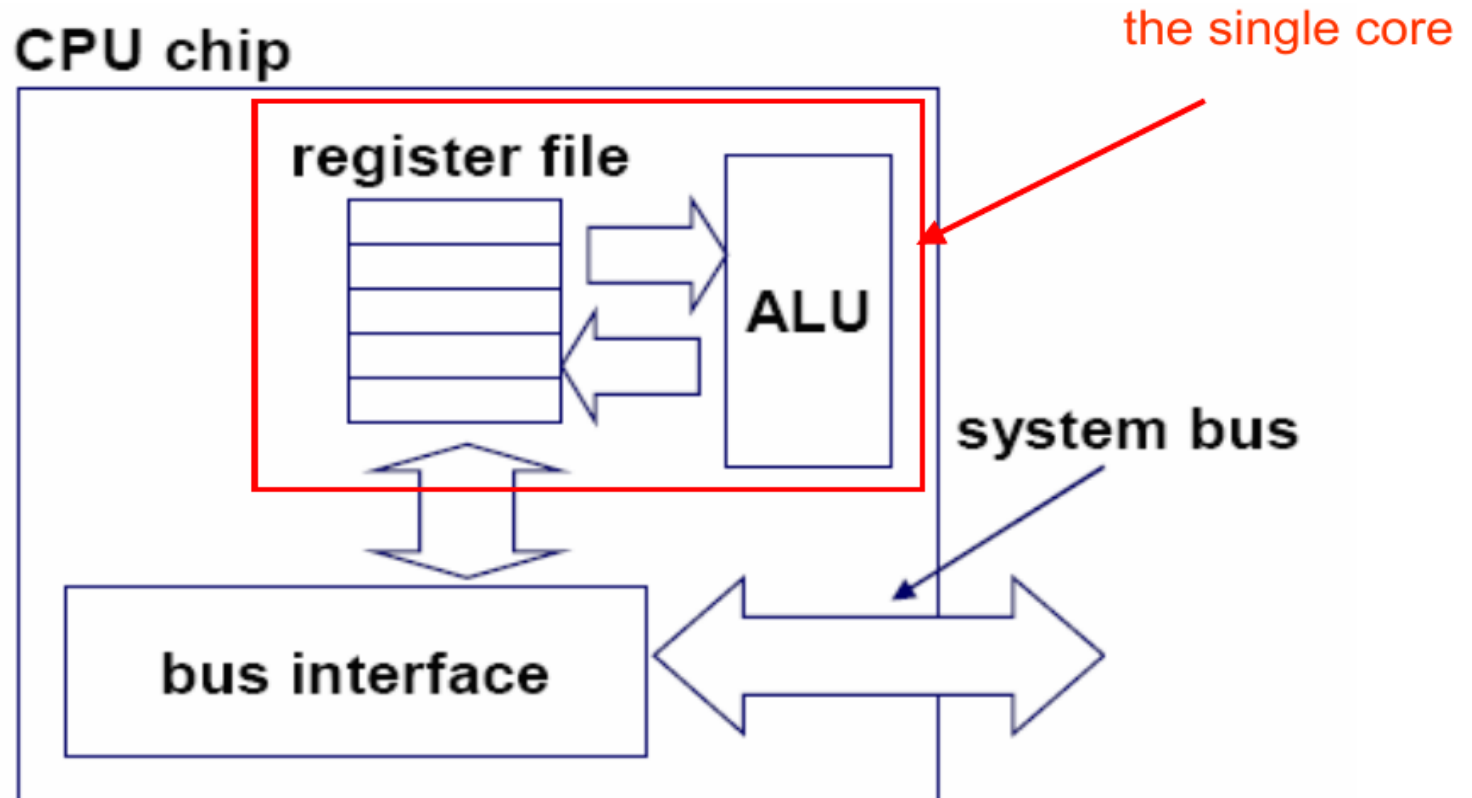 the single core
CPU chip
register file
ALU
system bus
bus interface